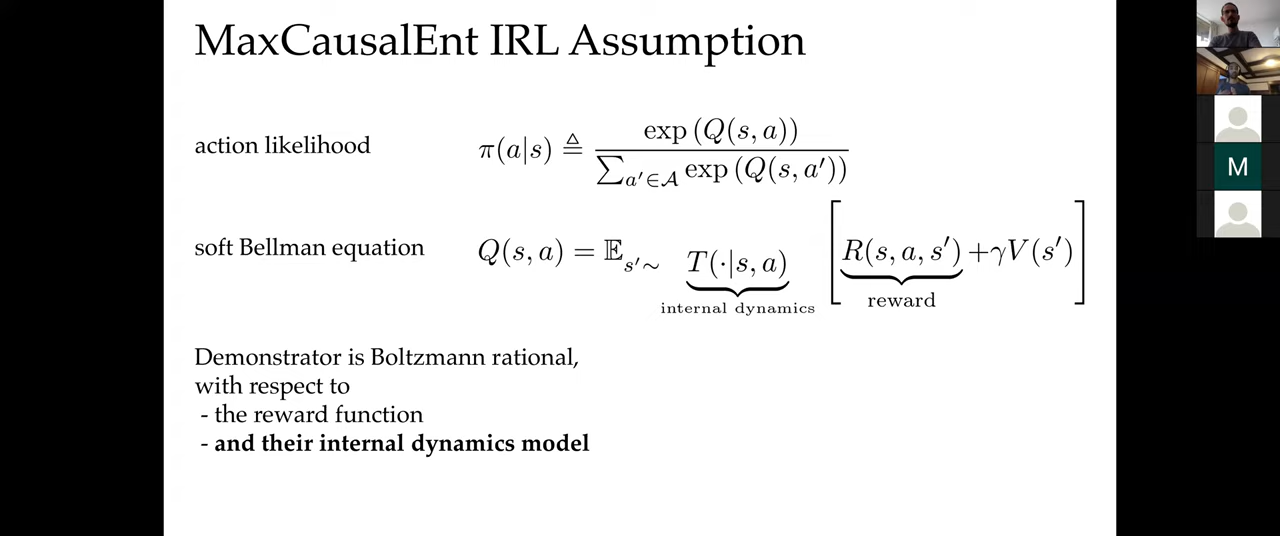 MaxCausalEnt IRL Assumption
action likelihood π(a|s) ≜ exp (Q(s, a)) / ∑a′∈𝒜 exp (Q(s, a′))
M
soft Bellman equation Q(s, a) = 𝔼s′∼ T(·|s, a) [R(s, a, s′) +γV(s′)]
internal dynamics reward
Demonstrator is Boltzmann rational,
with respect to
- the reward function
- and their internal dynamics model